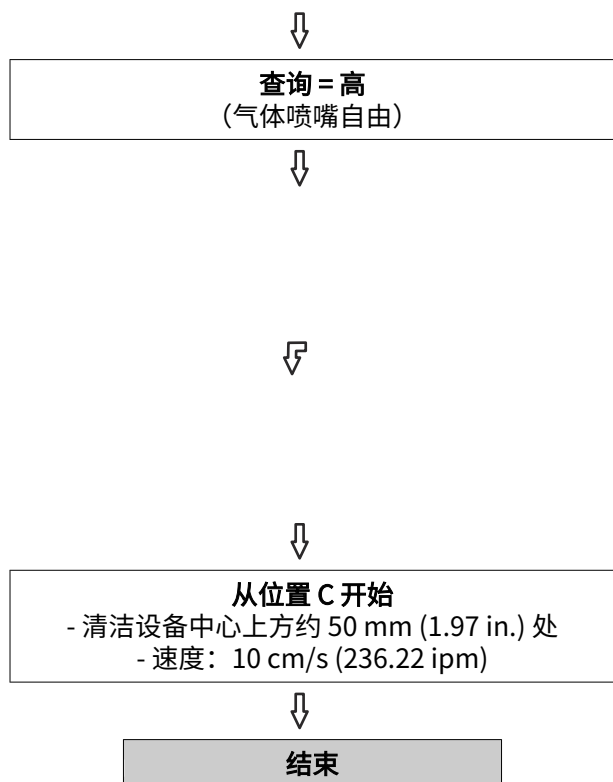 查询 = 高
（气体喷嘴自由）
从位置 C 开始
- 清洁设备中心上方约 50 mm (1.97 in.) 处
- 速度：10 cm/s (236.22 ipm)
结束